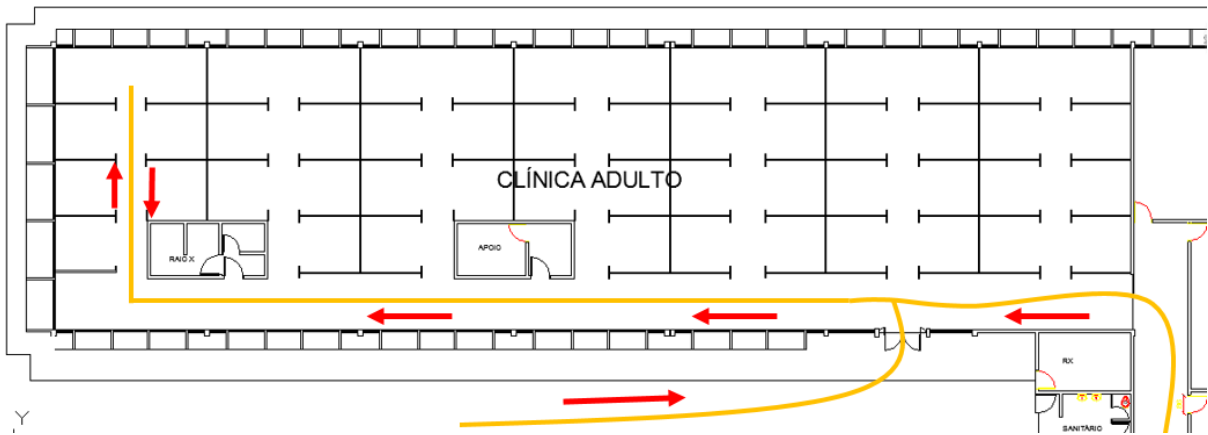 CLÍNICA ADULTO
RAIO X
APOIO
RX
SANITÁRIO
Y